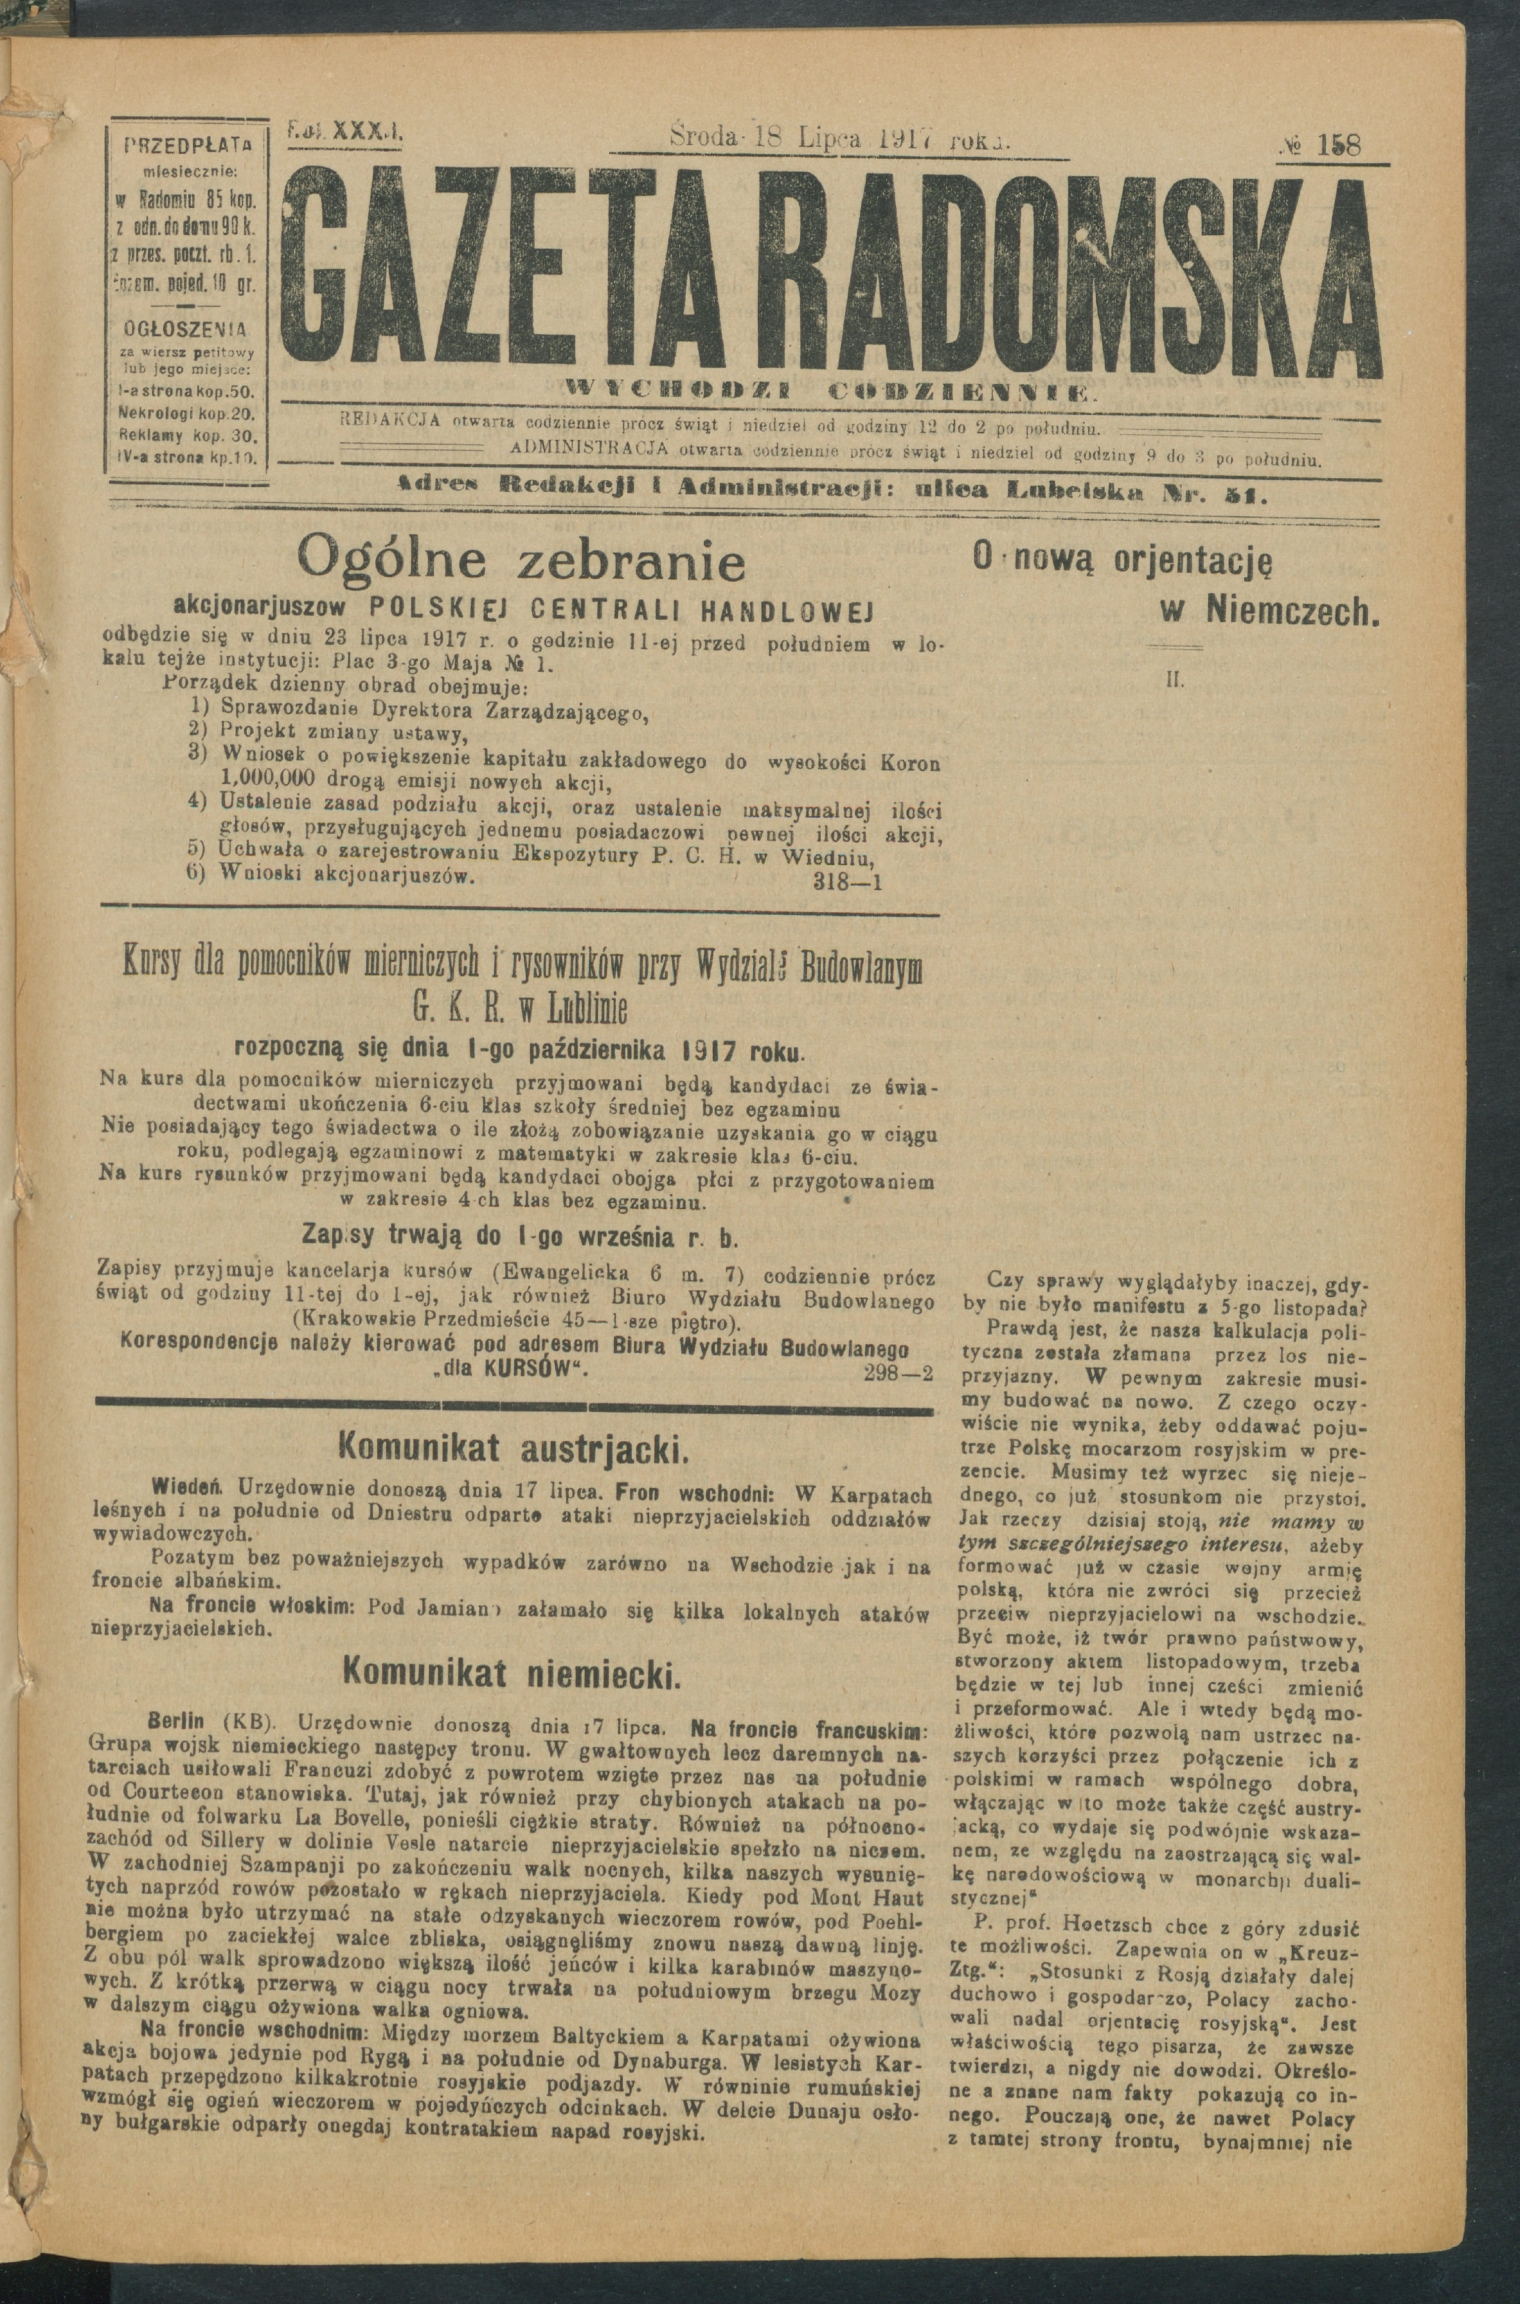 PRZEDPŁATA
miesiecznie:
w Radomiu 85 kop.
z odn. do domu 90 k.
z przes. poczt. rb. 1.
Egzem. pojed. 10 gr.
OGŁOSZENIA
za wiersz petitowy
lub jego miejsce:
I-a strona kop. 50.
Nekrologi kop. 20.
Reklamy kop. 30.
IV-a strona kp. 10.
Środa 18 Lipca 1917 roku.
№ 158
GAZETA RADOMSKA
WYCHODZI CODZIENNIE.
REDAKCJA otwarta codziennie prócz świąt i niedziel od godziny 12 do 2 po południu.
ADMINISTRACJA otwarta codziennie prócz świąt i niedziel od godziny 9 do 3 po południu.
Adres Redakcji i Administracji: ulica Lubelska Nr. 51.
Ogólne zebranie
akcjonarjuszow POLSKIEJ CENTRALI HANDLOWEJ
odbędzie się w dniu 23 lipca 1917 r. o godzinie 11-ej przed południem w lo-
kalu tejże instytucji: Plac 3-go Maja № 1.
Porządek dzienny obrad obejmuje:
1) Sprawozdanie Dyrektora Zarządzającego,
2) Projekt zmiany ustawy,
3) Wniosek o powiększenie kapitału zakładowego do wysokości Koron
1,000,000 drogą emisji nowych akcji,
4) Ustalenie zasad podziału akcji, oraz ustalenie maksymalnej ilości
głosów, przysługujących jednemu posiadaczowi pewnej ilości akcji,
5) Uchwała o zarejestrowaniu Ekspozytury P. C. H. w Wiedniu,
6) Wnioski akcjonarjuszów. 318—1
Kursy dla pomocników mierniczych i rysowników przy Wydziale Budowlanym
G. K. R. w Lublinie
rozpoczną się dnia 1-go października 1917 roku.
Na kurs dla pomocników mierniczych przyjmowani będą kandydaci ze świa-
dectwami ukończenia 6-ciu klas szkoły średniej bez egzaminu
Nie posiadający tego świadectwa o ile złożą zobowiązanie uzyskania go w ciągu
roku, podlegają egzaminowi z matematyki w zakresie klas 6-ciu.
Na kurs rysunków przyjmowani będą kandydaci obojga płci z przygotowaniem
w zakresie 4-ch klas bez egzaminu.
Zapisy trwają do 1-go września r. b.
Zapisy przyjmuje kancelarja kursów (Ewangelicka 6 m. 7) codziennie prócz
świąt od godziny 11-tej do 1-ej, jak również Biuro Wydziału Budowlanego
(Krakowskie Przedmieście 45—1-sze piętro).
Korespondencje należy kierować pod adresem Biura Wydziału Budowlanego
„dla KURSÓW“. 298—2
Komunikat austrjacki.
Wiedeń. Urzędownie donoszą dnia 17 lipca. Fron wschodni: W Karpatach
leśnych i na południe od Dniestru odparte ataki nieprzyjacielskich oddziałów
wywiadowczych.
Pozatym bez poważniejszych wypadków zarówno na Wschodzie jak i na
froncie albańskim.
Na froncie włoskim: Pod Jamiano załamało się kilka lokalnych ataków
nieprzyjacielskich.
Komunikat niemiecki.
Berlin (KB). Urzędownie donoszą dnia 17 lipca. Na froncie francuskim:
Grupa wojsk niemieckiego następcy tronu. W gwałtownych lecz daremnych na-
tarciach usiłowali Francuzi zdobyć z powrotem wzięte przez nas na południe
od Courtecon stanowiska. Tutaj, jak również przy chybionych atakach na po-
łudnie od folwarku La Bovelle, ponieśli ciężkie straty. Również na północno-
zachód od Sillery w dolinie Vesle natarcie nieprzyjacielskie spełzło na niczem.
W zachodniej Szampanji po zakończeniu walk nocnych, kilka naszych wysunię-
tych naprzód rowów pozostało w rękach nieprzyjaciela. Kiedy pod Mont Haut
nie można było utrzymać na stałe odzyskanych wieczorem rowów, pod Poehl-
bergiem po zaciekłej walce zbliska, osiągnęliśmy znowu naszą dawną linję.
Z obu pól walk sprowadzono większą ilość jeńców i kilka karabinów maszyno-
wych. Z krótką przerwą w ciągu nocy trwała na południowym brzegu Mozy
w dalszym ciągu ożywiona walka ogniowa.
Na froncie wschodnim: Między morzem Bałtyckiem a Karpatami ożywiona
akcja bojowa jedynie pod Rygą i na południe od Dynaburga. W lesistych Kar-
patach przepędzono kilkakrotnie rosyjskie podjazdy. W równinie rumuńskiej
wzmógł się ogień wieczorem w pojedyńczych odcinkach. W delcie Dunaju osło-
ny bułgarskie odparły onegdaj kontratakiem napad rosyjski.
O nową orjentację
w Niemczech.
II.
Czy sprawy wyglądałyby inaczej, gdy-
by nie było manifestu z 5-go listopada?
Prawdą jest, że nasza kalkulacja poli-
tyczna została złamana przez los nie-
przyjazny. W pewnym zakresie musi-
my budować na nowo. Z czego oczy-
wiście nie wynika, żeby oddawać poju-
trze Polskę mocarzom rosyjskim w pre-
zencie. Musimy też wyrzec się nieje-
dnego, co już stosunkom nie przystoi.
Jak rzeczy dzisiaj stoją, nie mamy w
tym szczególniejszego interesu, ażeby
formować już w czasie wojny armię
polską, która nie zwróci się przecież
przeciw nieprzyjacielowi na wschodzie.
Być może, iż twór prawno państwowy,
stworzony aktem listopadowym, trzeba
będzie w tej lub innej cześci zmienić
i przeformować. Ale i wtedy będą mo-
żliwości, które pozwolą nam ustrzec na-
szych korzyści przez połączenie ich z
polskimi w ramach wspólnego dobra,
włączając w to może także część austry-
jacką, co wydaje się podwójnie wskaza-
nem, ze względu na zaostrzającą się wal-
kę narodowościową w monarchji duali-
stycznej“
P. prof. Hoetzsch chce z góry zdusić
te możliwości. Zapewnia on w „Kreuz-
Ztg.“: „Stosunki z Rosją działały dalej
duchowo i gospodarczo, Polacy zacho-
wali nadal orjentację rosyjską“. Jest
właściwością tego pisarza, że zawsze
twierdzi, a nigdy nie dowodzi. Określo-
ne a znane nam fakty pokazują co in-
nego. Pouczają one, że nawet Polacy
z tamtej strony frontu, bynajmniej nie